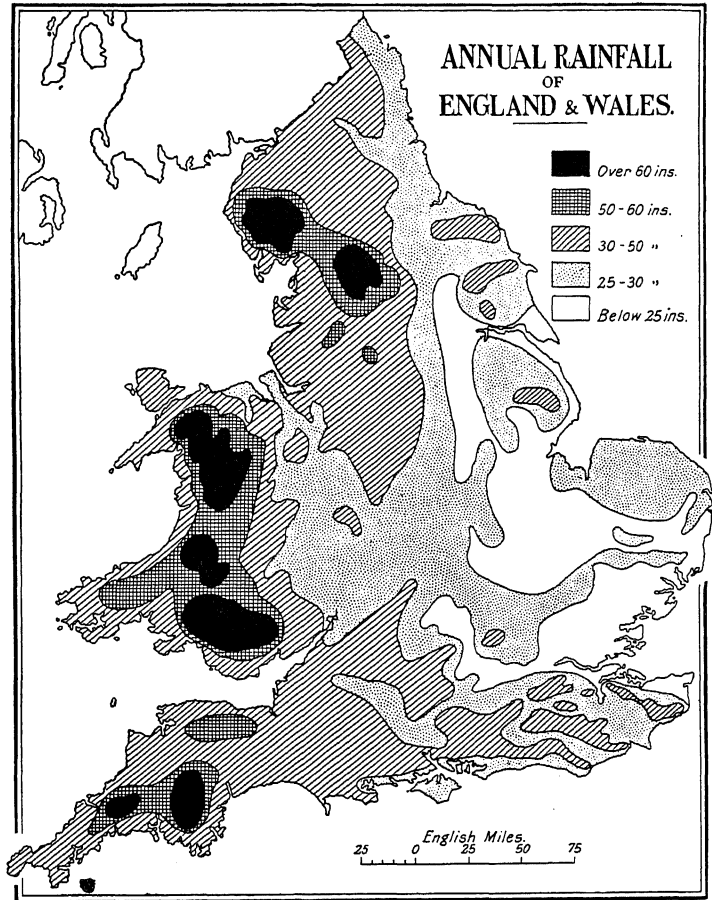 ANNUAL RAINFALL
OF
ENGLAND & WALES.
Over 60 ins.
50-60 ins.
30-50 "
25-30 "
Below 25 ins.
English Miles.
25 0 25 50 75